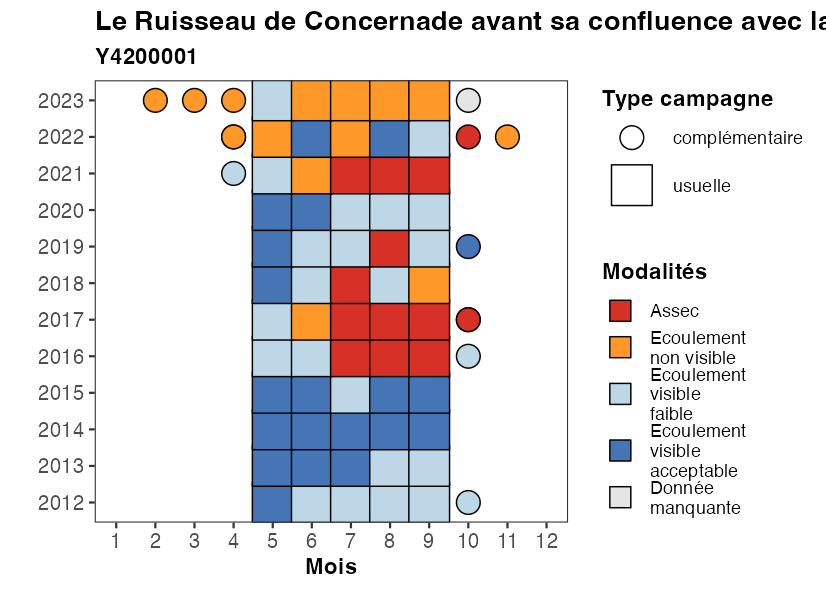 Le Ruisseau de Concernade avant sa confluence avec la
Y4200001
2023
2022
2021
2020
2019
2018
2017
2016
2015
2014
2013
2012
1 2 3 4 5 6 7 8 9 10 11 12
Mois
Type campagne
complémentaire
usuelle
Modalités
Assec
Ecoulement
non visible
Ecoulement
visible
faible
Ecoulement
visible
acceptable
Donnée
manquante